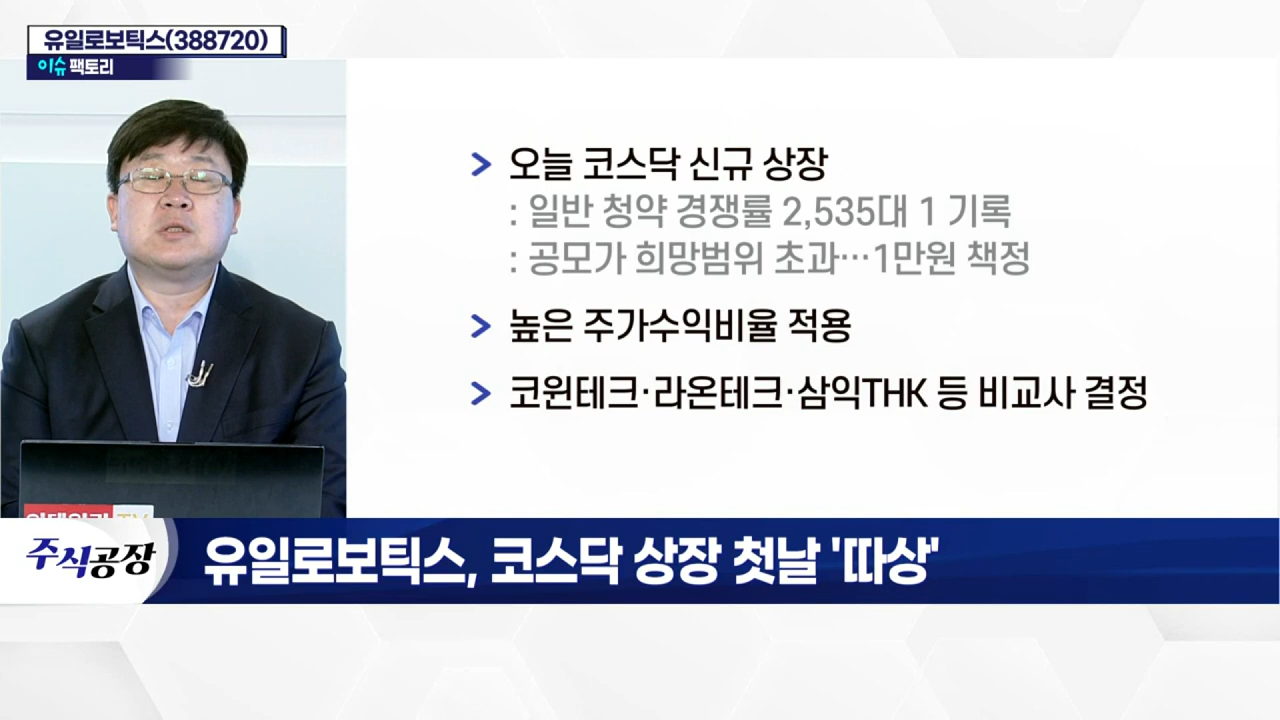 유일로보틱스(388720)
이슈 팩토리
> 오늘 코스닥 신규 상장
: 일반 청약 경쟁률 2,535대 1 기록
: 공모가 희망범위 초과…1만원 책정
> 높은 주가수익비율 적용
> 코윈테크·라온테크·삼익THK 등 비교사 결정
주식공장
유일로보틱스, 코스닥 상장 첫날 '따상'